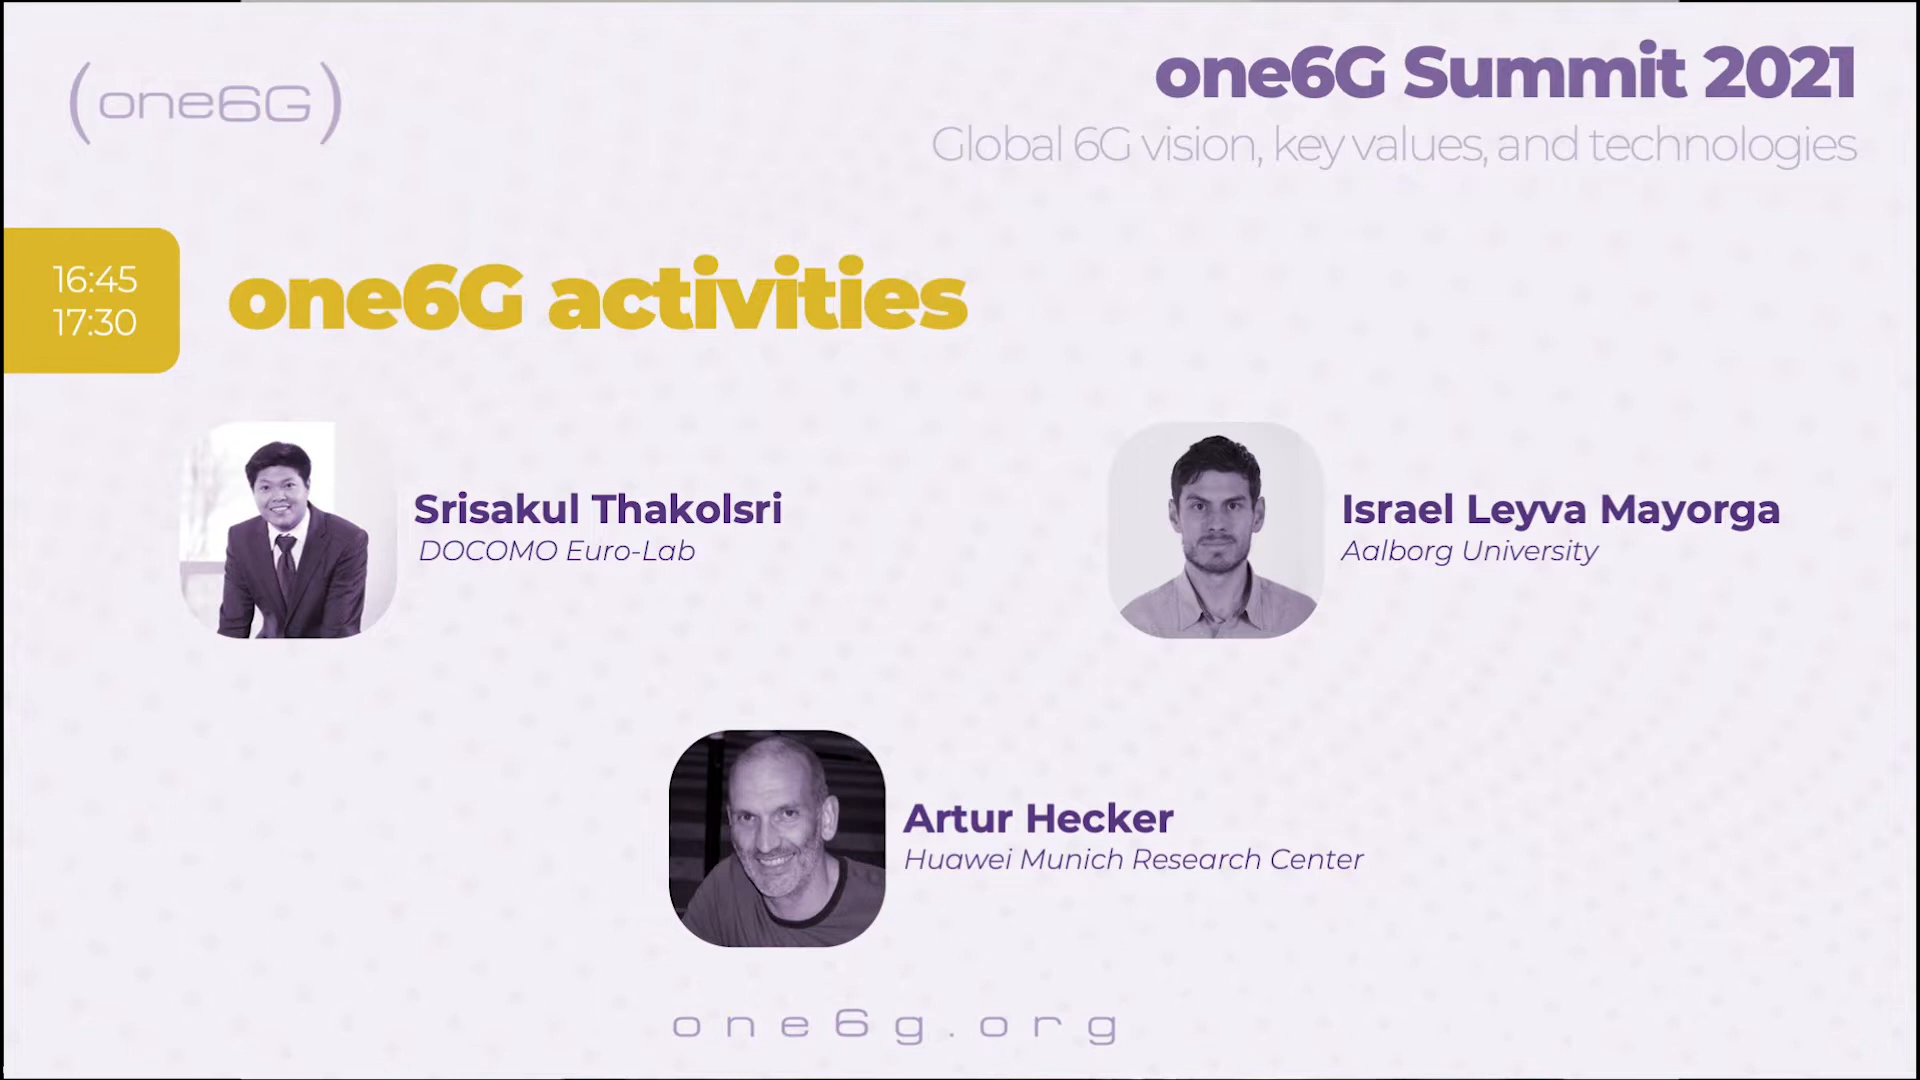 (one6G)
one6G Summit 2021
Global 6G vision, key values, and technologies
16:45
17:30
one6G activities
Srisakul Thakolsri
DOCOMO Euro-Lab
Israel Leyva Mayorga
Aalborg University
Artur Hecker
Huawei Munich Research Center
one6g.org